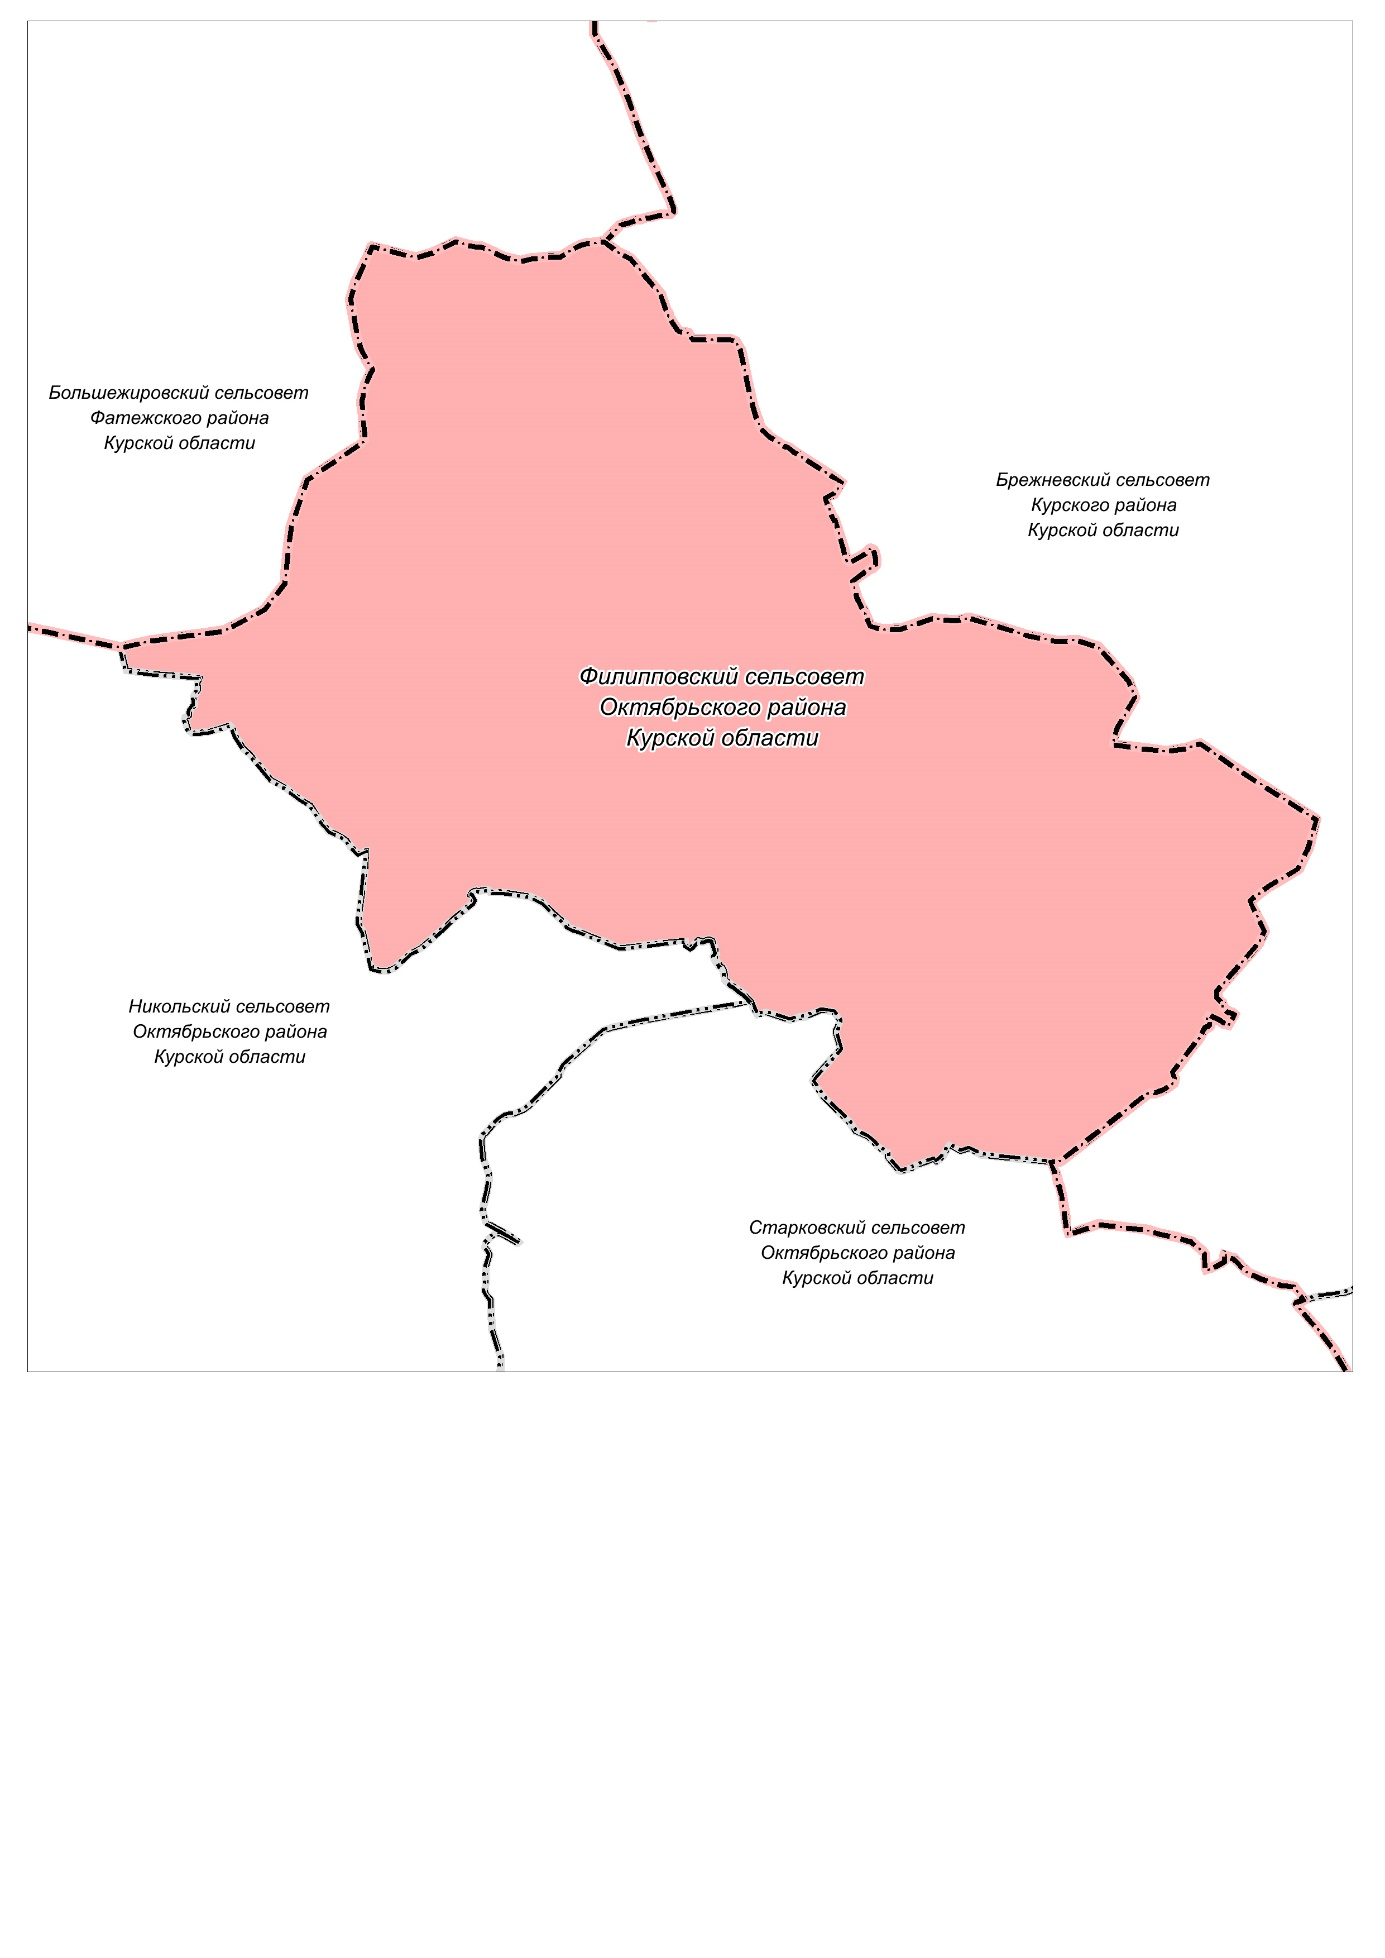 Большежировский сельсовет
Фатежского района
Курской области
Брежневский сельсовет
Курского района
Курской области
Филипповский сельсовет
Октябрьского района
Курской области
Никольский сельсовет
Октябрьского района
Курской области
Старковский сельсовет
Октябрьского района
Курской области